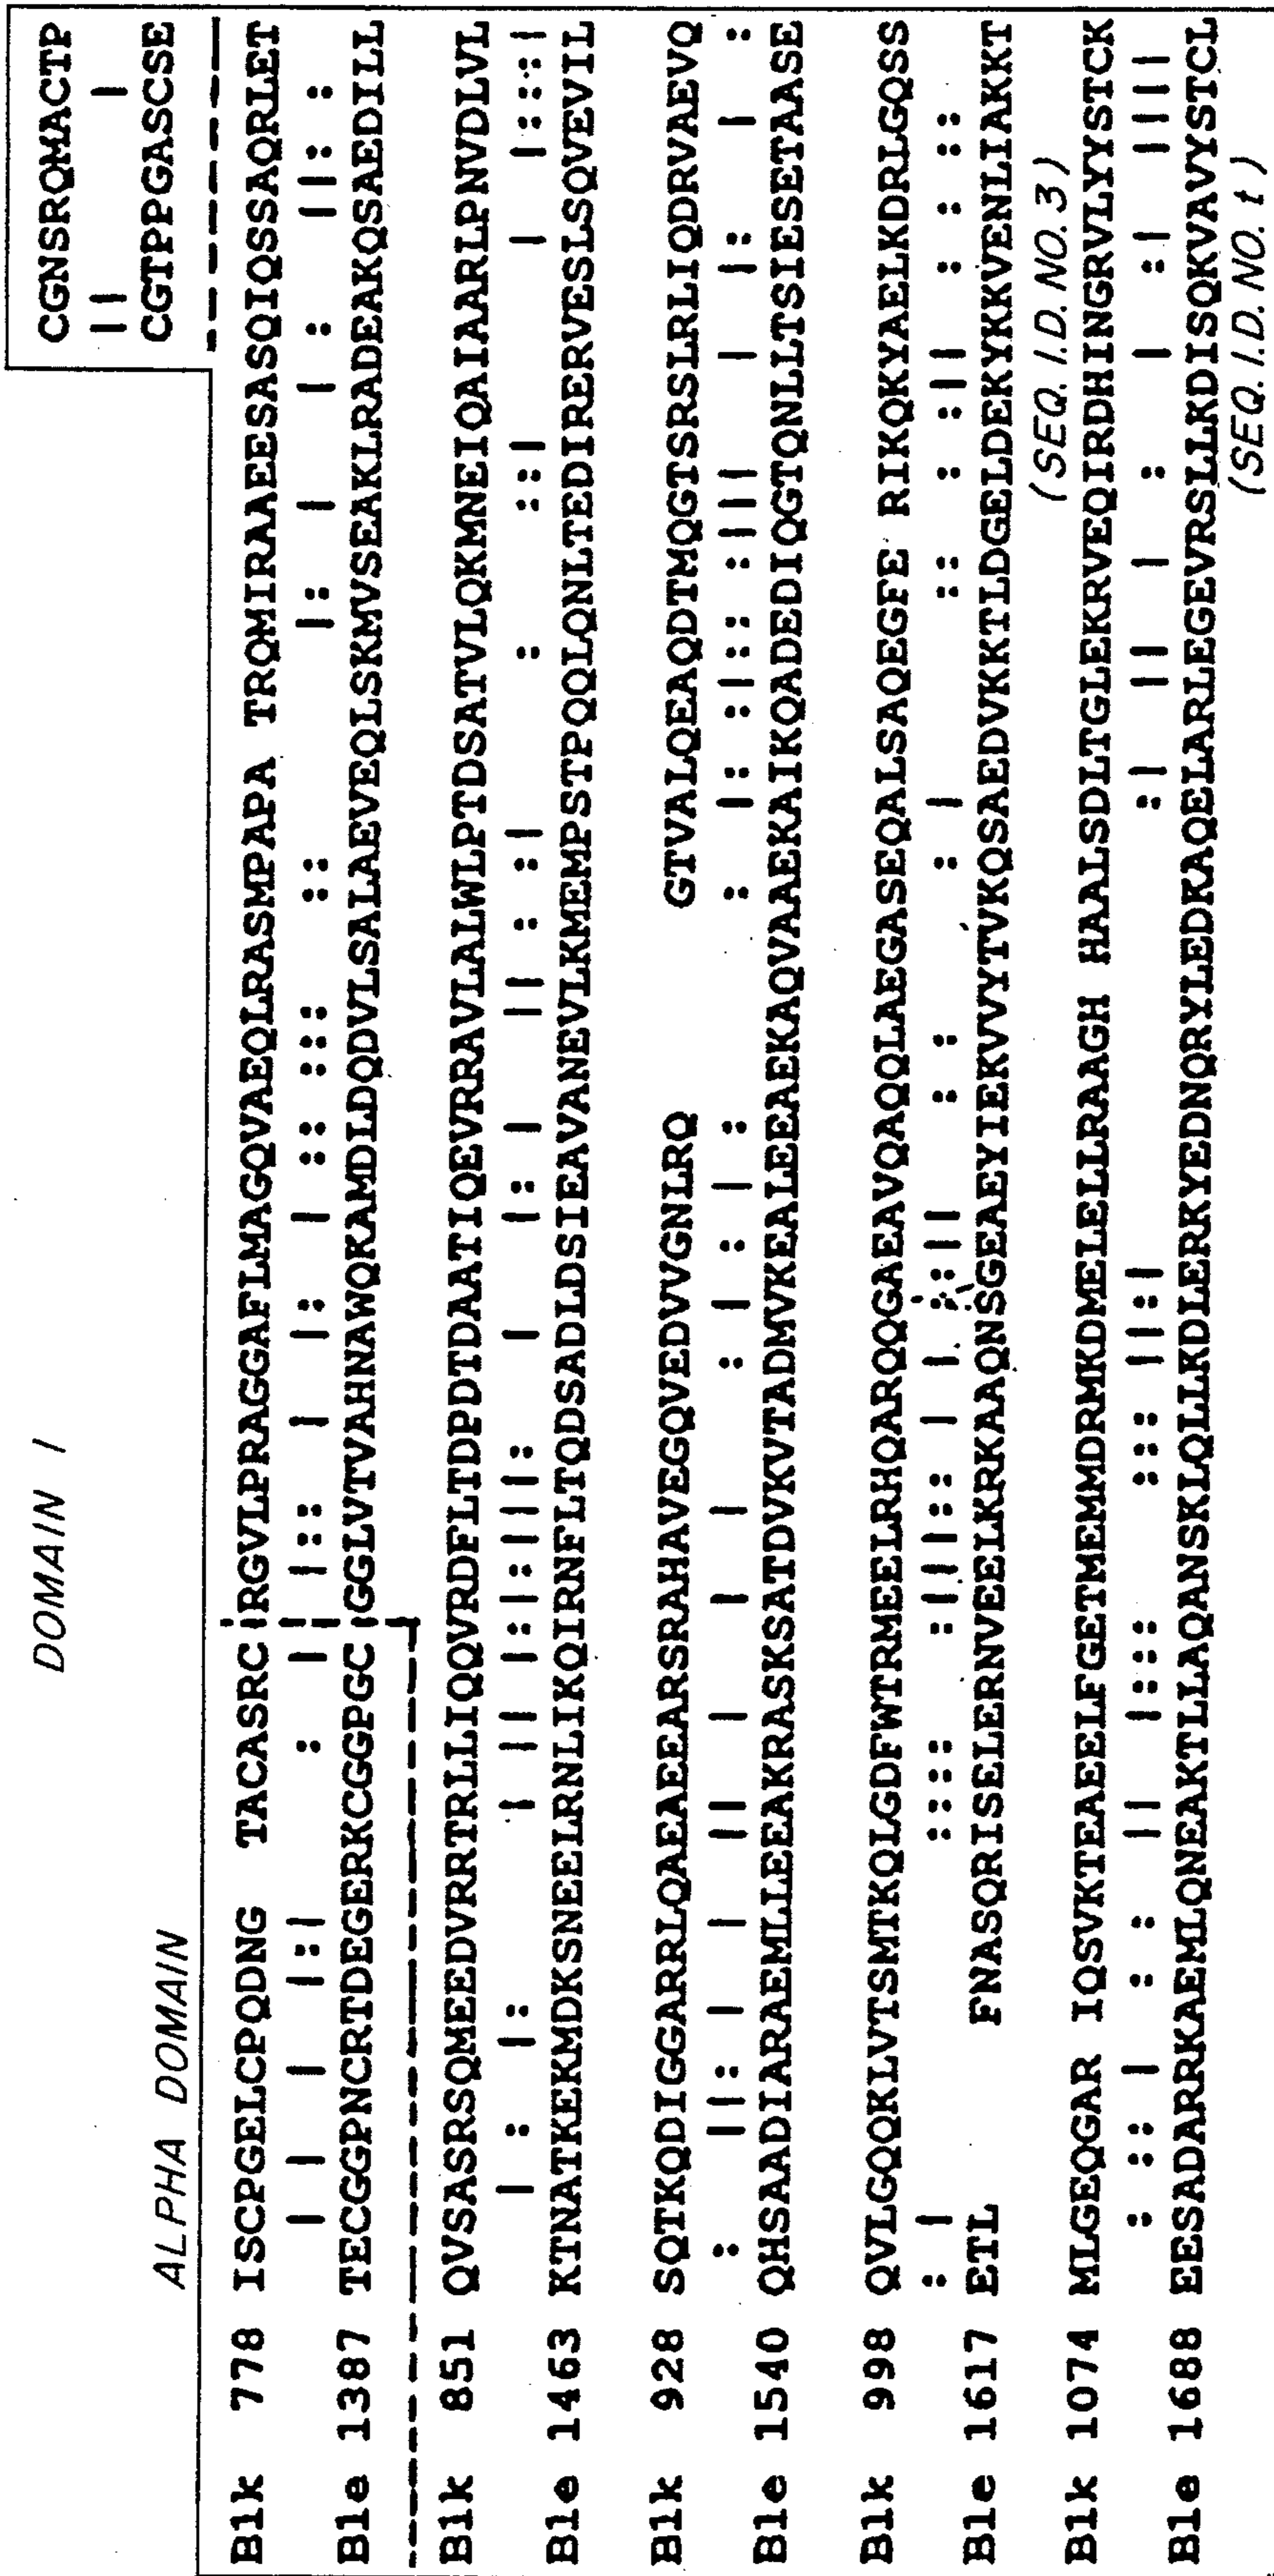 CGNSRQMACTP
CGTPPGASCSE
DOMAIN 1
ALPHA DOMAIN
B1k 778 ISCPGELCPQDNG TACASRC RGVLPRAGGAFLMAGQVAEQLRASMPAPA TRQMIRAAEESASQIQSSAQRLET
B1e 1387 TECGGPNCRTDEGERKCGGPGC GGLVTVAHNAWQKAMDLDQDVLSALAEVEQLSKMVSEAKLRADEAKQSAEDILL
B1k 851 QVSASRSQMEEDVRRTRLLIQQVRDFLTDPDTDAATIQEVRRAVLALWLPTDSATVLQKMNEIQAIAARLPNVDLVL
B1e 1463 KTNATKEKMDKSNEELRNLIKQIRNFLTQDSADLDSIEAVANEVLKMEMPSTPQQLQNLTEDIRERVESLSQVEVIL
B1k 928 SQTKQDIGGARRLQAEAEEARSRAHAVEGQVEDVVGNLRQ GTVALQEAQDTMQGTSRSLRLIQDRVAEVQ
B1e 1540 QHSAADIARAEMLLEEAKRASKSATDVKVTADMVKEALEEAEKAQVAAEKAIKQADEDIQGTQNLLTSIESETAASE
B1k 998 QVLGQQKLVTSMTKQLGDFWTRMEELRHQARQQGAEAVQAQQLAEGASEQALSAQEGFE RIKQKYAELKDRLGQSS
B1e 1617 ETL FNASQRISELERNVEELKRKAAQNSGEAEYIEKVVYTVKQSAEDVKKTLDGELDEKYKKVENLIAKKT
(SEQ. I.D. NO. 3)
B1k 1074 MLGEQGAR IQSVKTEAEELFGETMEMMDRMKDMELELLRAAGH HAALSDLTGLEKRVEQIRDHINGRVLYYSTCK
B1e 1688 EESADARRKAEMLQNEAKTLLAQANSKLQLLKDLERKYEDNQRYLEDKAQELARLEGEVRSLLKDISQKVAVYSTCL
(SEQ. I.D. NO. 1)